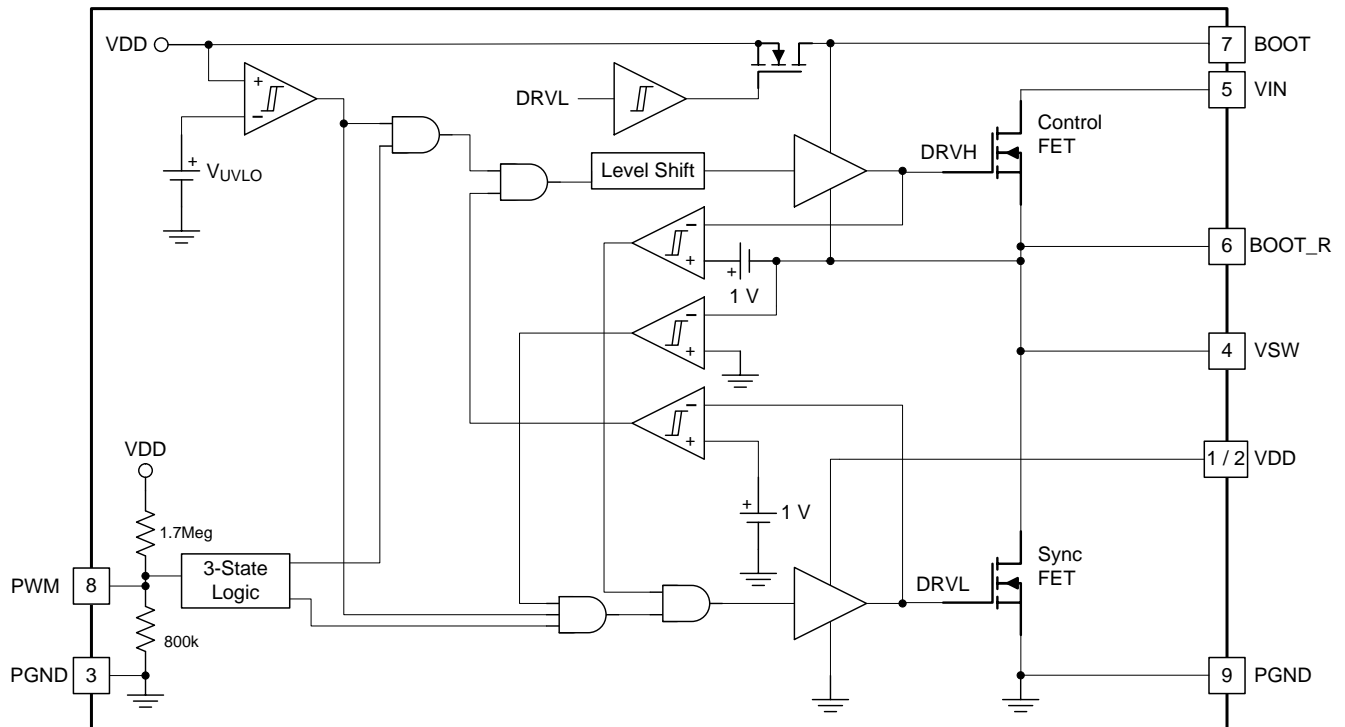 VDD
7
BOOT
5
VIN
DRVL
+
–
+
VUVLO
Control
FET
DRVH
Level Shift
–
+
+
1 V
6
BOOT_R
–
+
4
VSW
–
+
VDD
1 / 2
VDD
+
1 V
1.7Meg
Sync
FET
PWM
8
3-State
Logic
DRVL
800k
PGND
3
9
PGND